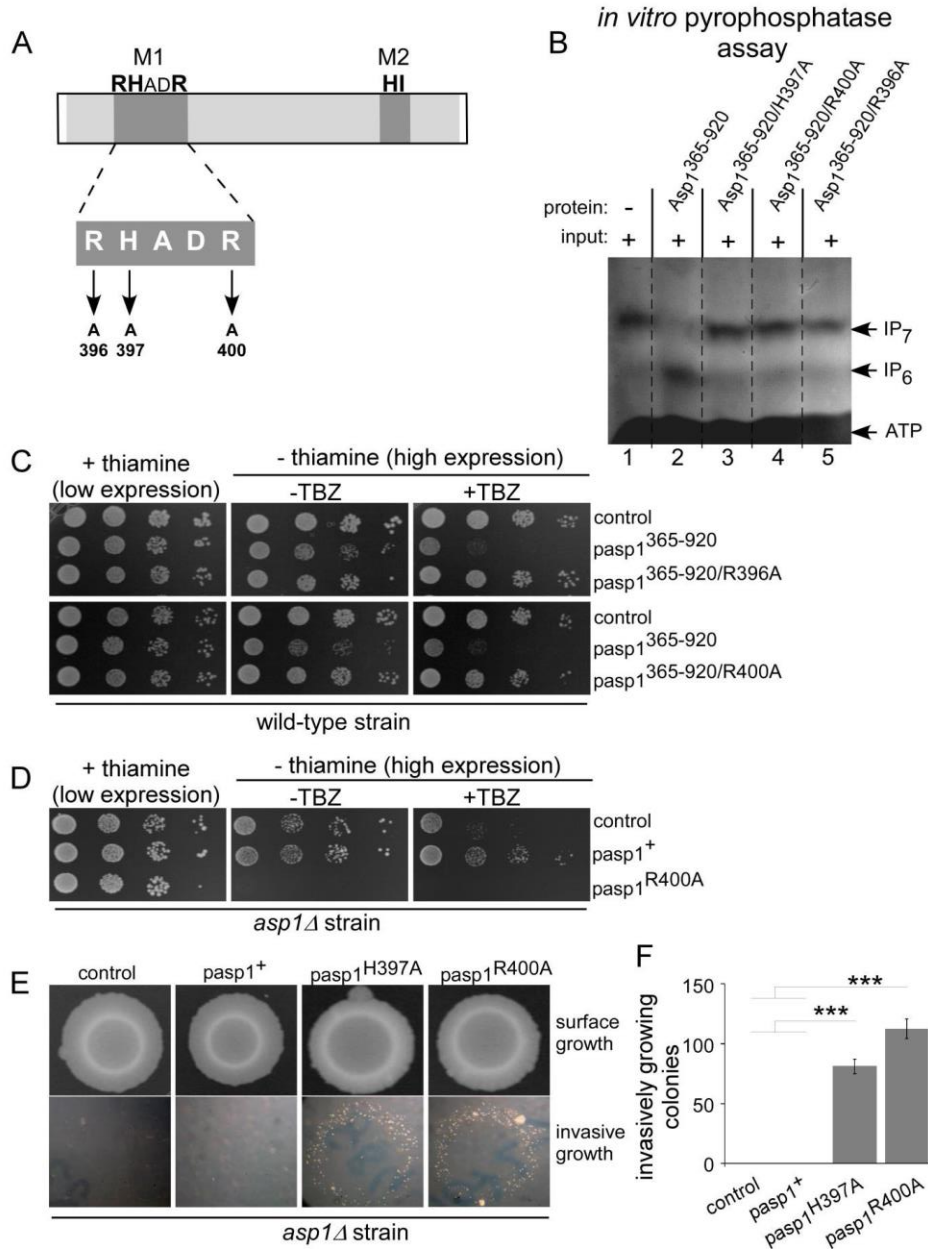 A
M1
RHADR
M2
HI
R H A D R
A A A
396 397 400
B
in vitro pyrophosphatase
assay
Asp1365-920
Asp1365-920/H397A
Asp1365-920/R400A
Asp1365-920/R396A
protein: -
input: + + + + +
IP7
IP6
ATP
1 2 3 4 5
C
+ thiamine
(low expression)
- thiamine (high expression)
-TBZ +TBZ
control
pasp1365-920
pasp1365-920/R396A
control
pasp1365-920
pasp1365-920/R400A
wild-type strain
D
+ thiamine
(low expression)
- thiamine (high expression)
-TBZ +TBZ
control
pasp1+
pasp1R400A
asp1Δ strain
E
control pasp1+ pasp1H397A pasp1R400A
surface
growth
invasive
growth
asp1Δ strain
F
invasively growing
colonies
150
100
50
0
***
***
control
pasp1+
pasp1H397A
pasp1R400A